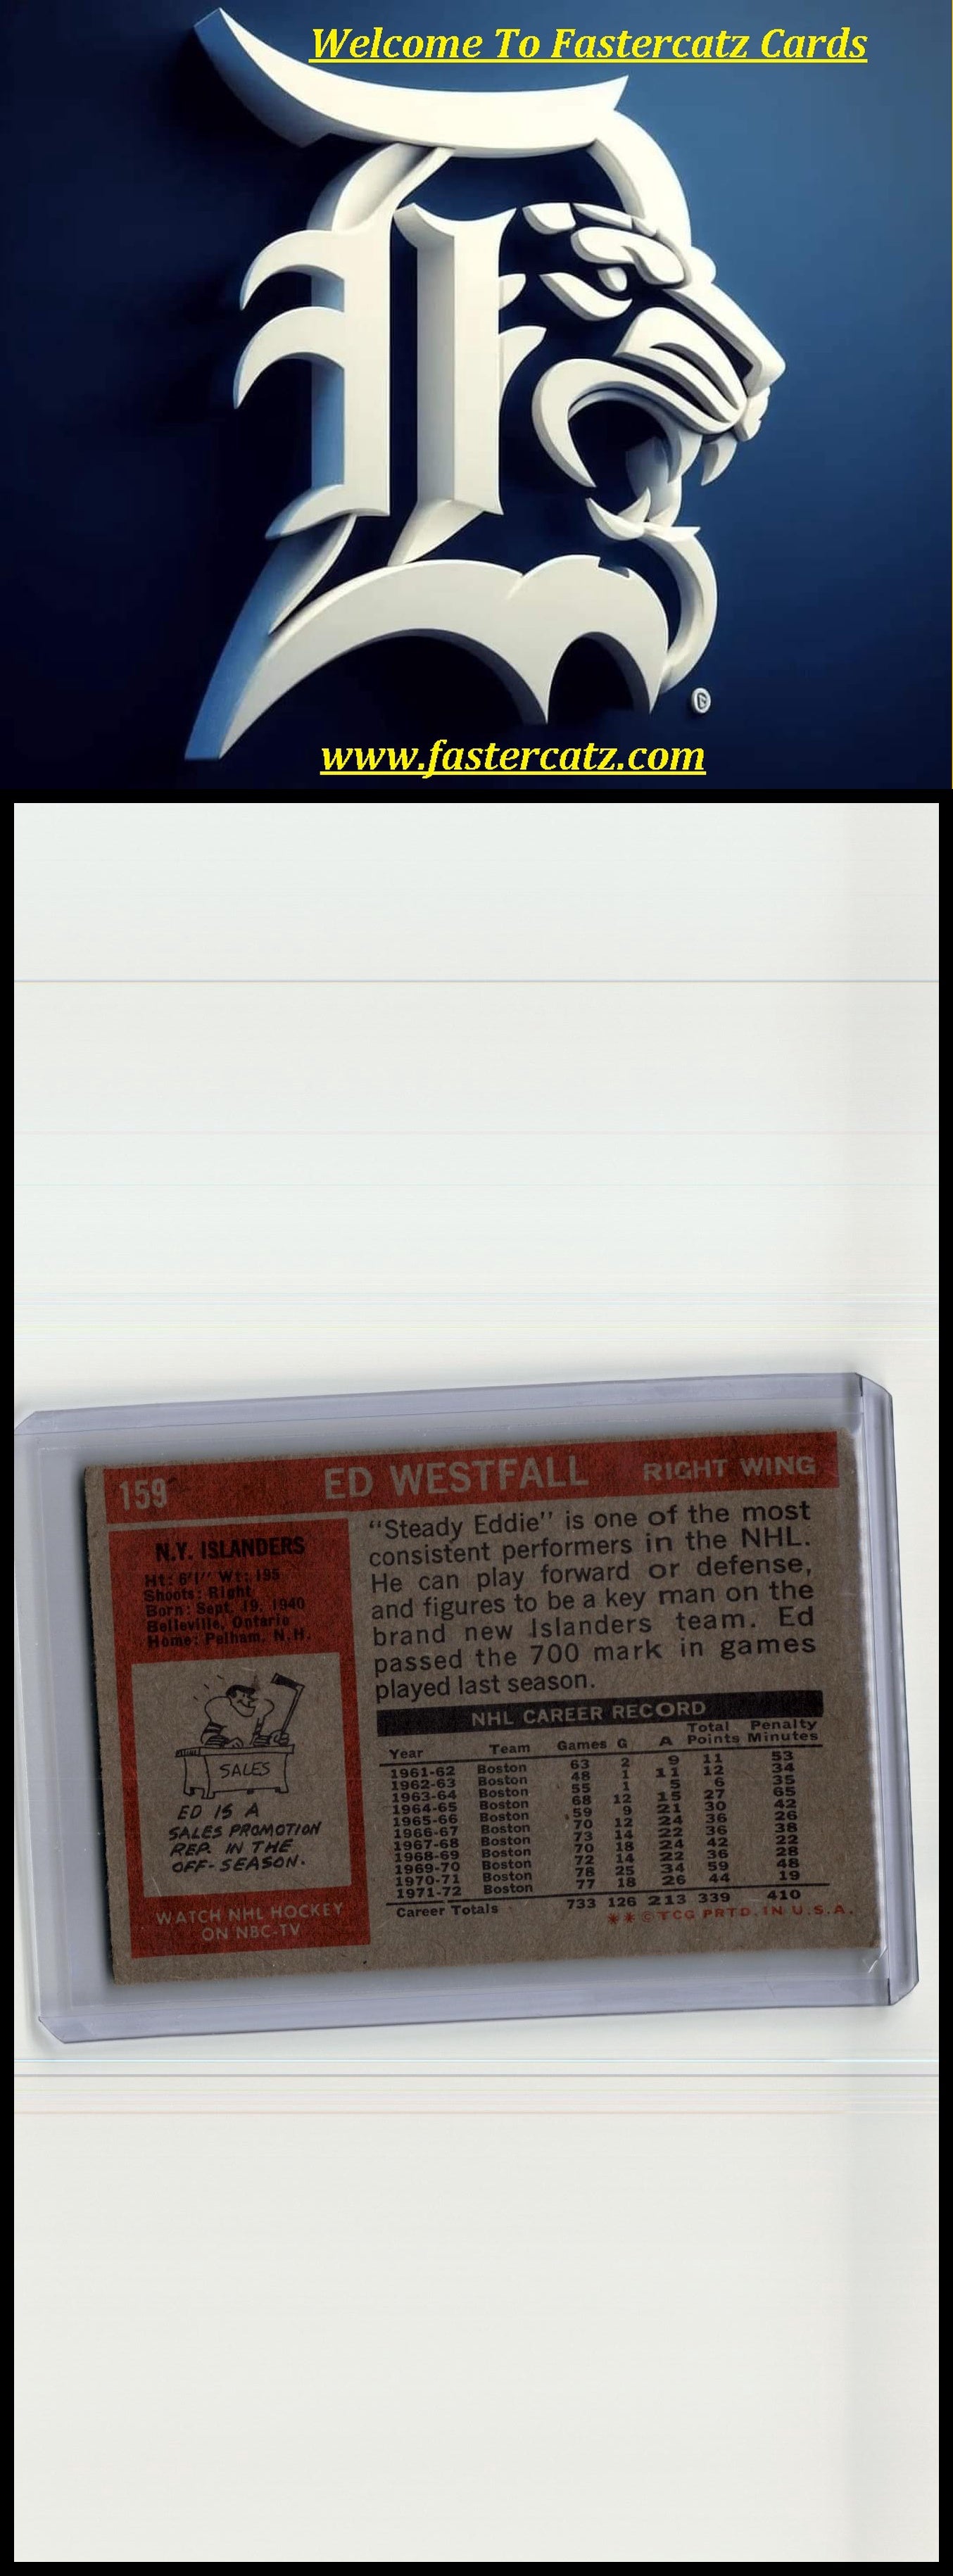 Welcome To Fastercatz Cards
www.fastercatz.com
159 ED WESTFALL RIGHT WING
N.Y. ISLANDERS
Ht: 6'1" Wt: 195
Shoots: Right
Born: Sept. 19, 1940
Belleville, Ontario
Home: Pelham, N.H.
SALES
ED IS A
SALES PROMOTION
REP. IN THE
OFF-SEASON.
WATCH NHL HOCKEY
ON NBC-TV
"Steady Eddie" is one of the most
consistent performers in the NHL.
He can play forward or defense,
and figures to be a key man on the
brand new Islanders team. Ed
passed the 700 mark in games
played last season.
NHL CAREER RECORD
Year Team Games G A Total Points Penalty Minutes
1961-62 Boston 63 2 9 11 53
1962-63 Boston 48 1 11 12 34
1963-64 Boston 55 1 5 6 35
1964-65 Boston 68 12 15 27 65
1965-66 Boston 59 9 21 30 42
1966-67 Boston 70 12 24 36 26
1967-68 Boston 73 14 22 36 38
1968-69 Boston 70 18 24 42 22
1969-70 Boston 72 14 22 36 28
1970-71 Boston 78 25 34 59 48
1971-72 Boston 77 18 26 44 19
Career Totals 733 126 213 339 410
**©TCG PRTD. IN U.S.A.